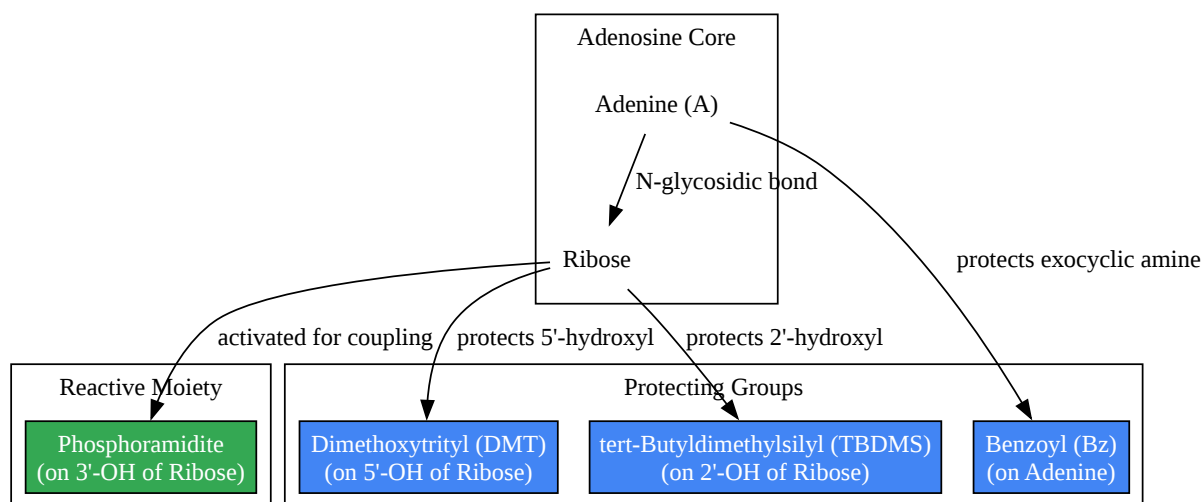 Adenosine Core
Adenine (A)
N-glycosidic bond
Ribose
protects exocyclic amine
activated for coupling
protects 5'-hydroxyl
protects 2'-hydroxyl
Reactive Moiety
Protecting Groups
Phosphoramidite
(on 3'-OH of Ribose)
Dimethoxytrityl (DMT)
(on 5'-OH of Ribose)
tert-Butyldimethylsilyl (TBDMS)
(on 2'-OH of Ribose)
Benzoyl (Bz)
(on Adenine)